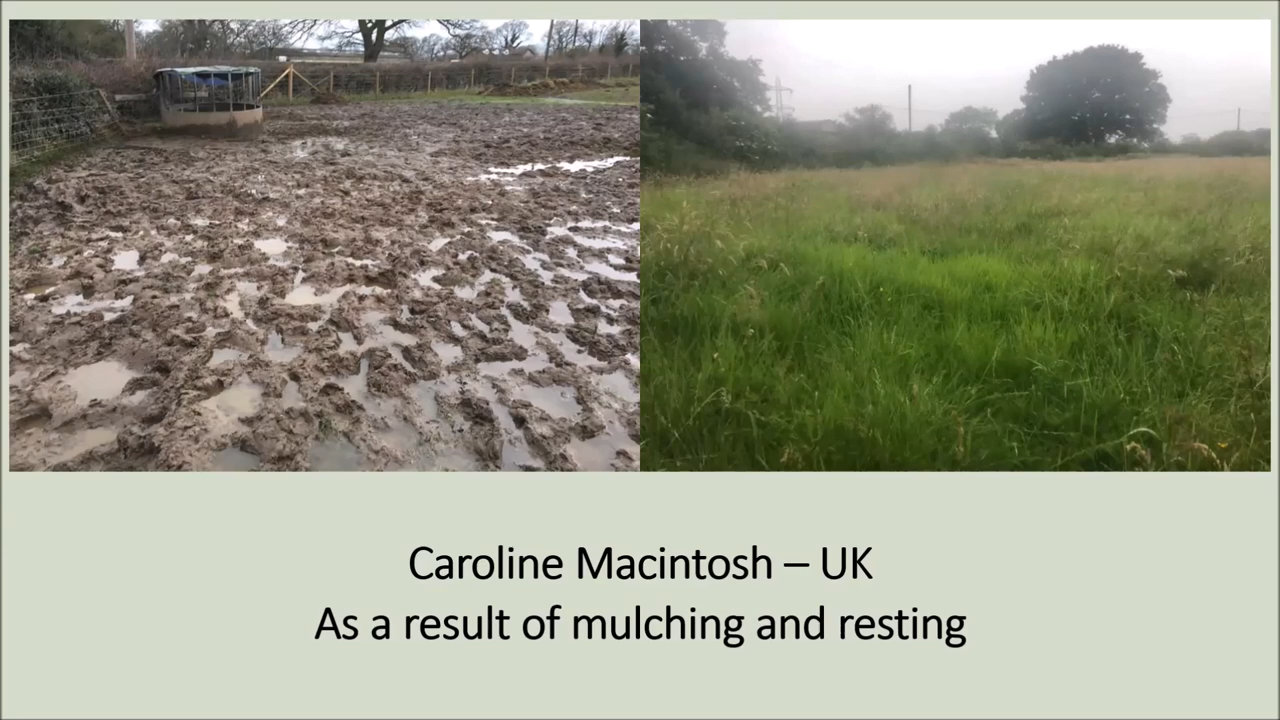 Caroline Macintosh – UK
As a result of mulching and resting